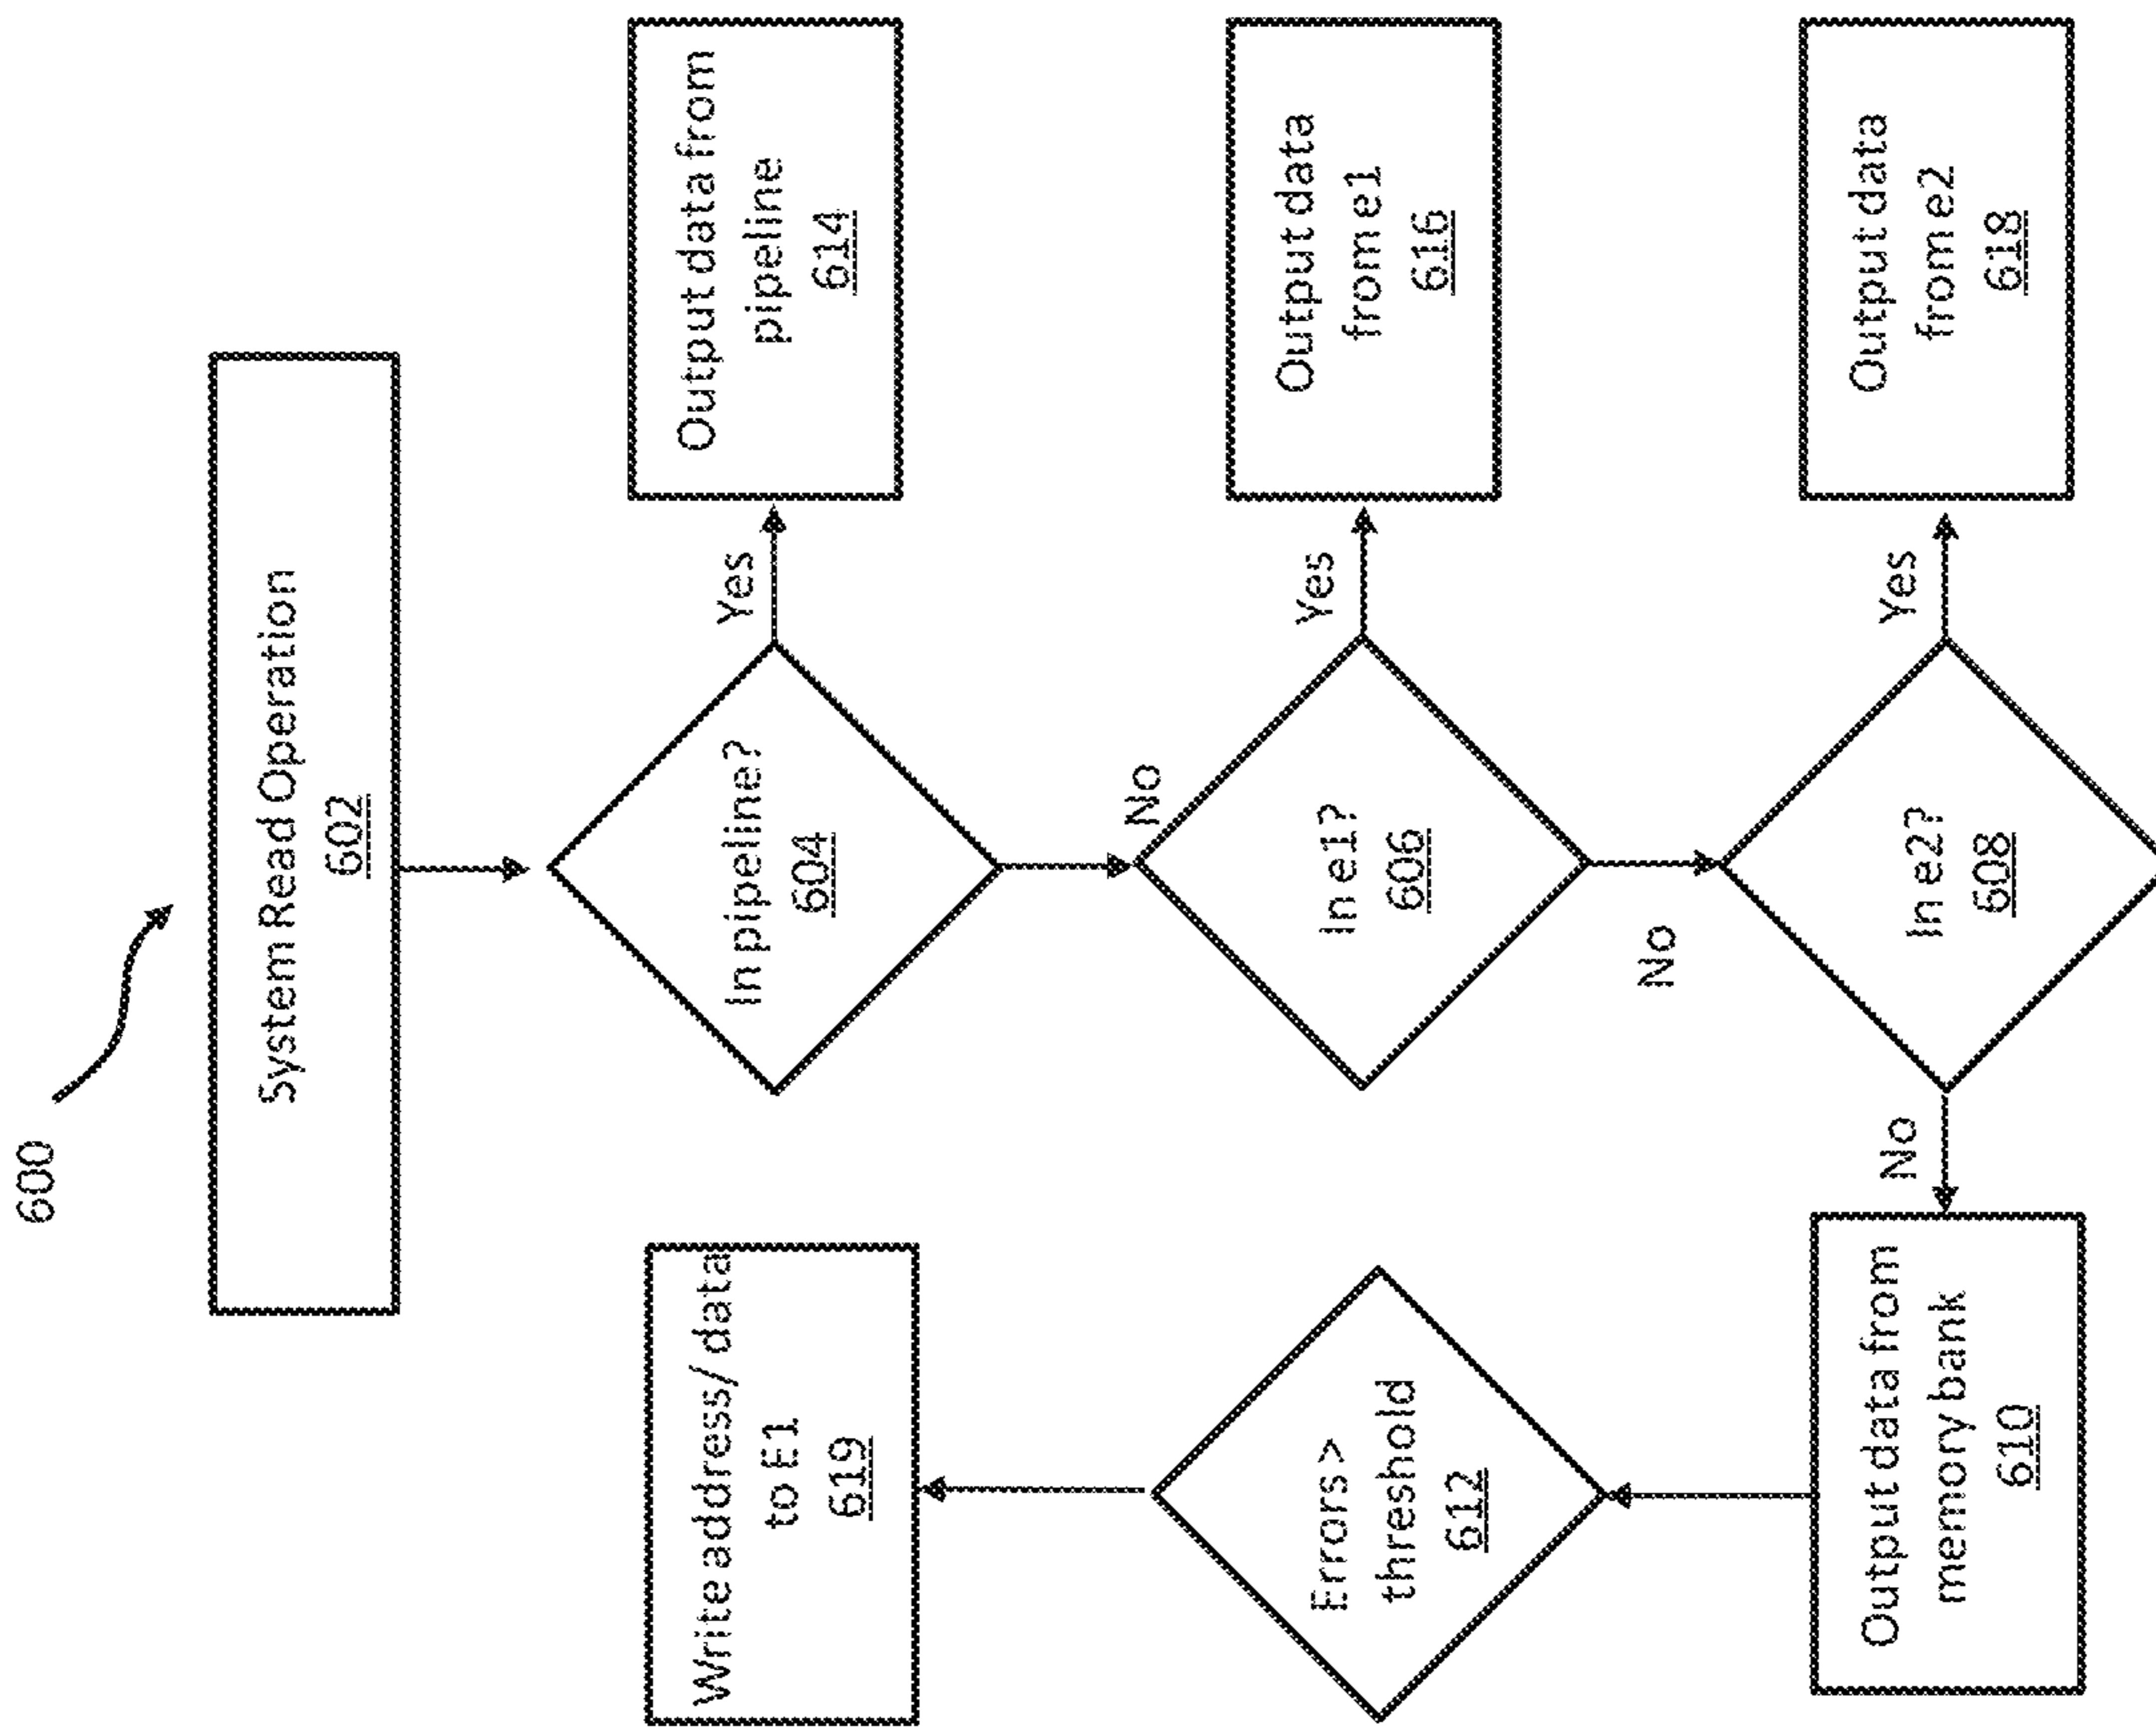 600
System Read Operation
602
In pipeline?
604
Yes
Output data from
pipeline
614
No
In e1?
606
Yes
Output data
from e1
616
No
In e2?
608
Yes
Output data
from e2
618
No
Output data from
memory bank
610
Errors >
threshold
612
Write address/ data
to E1
619